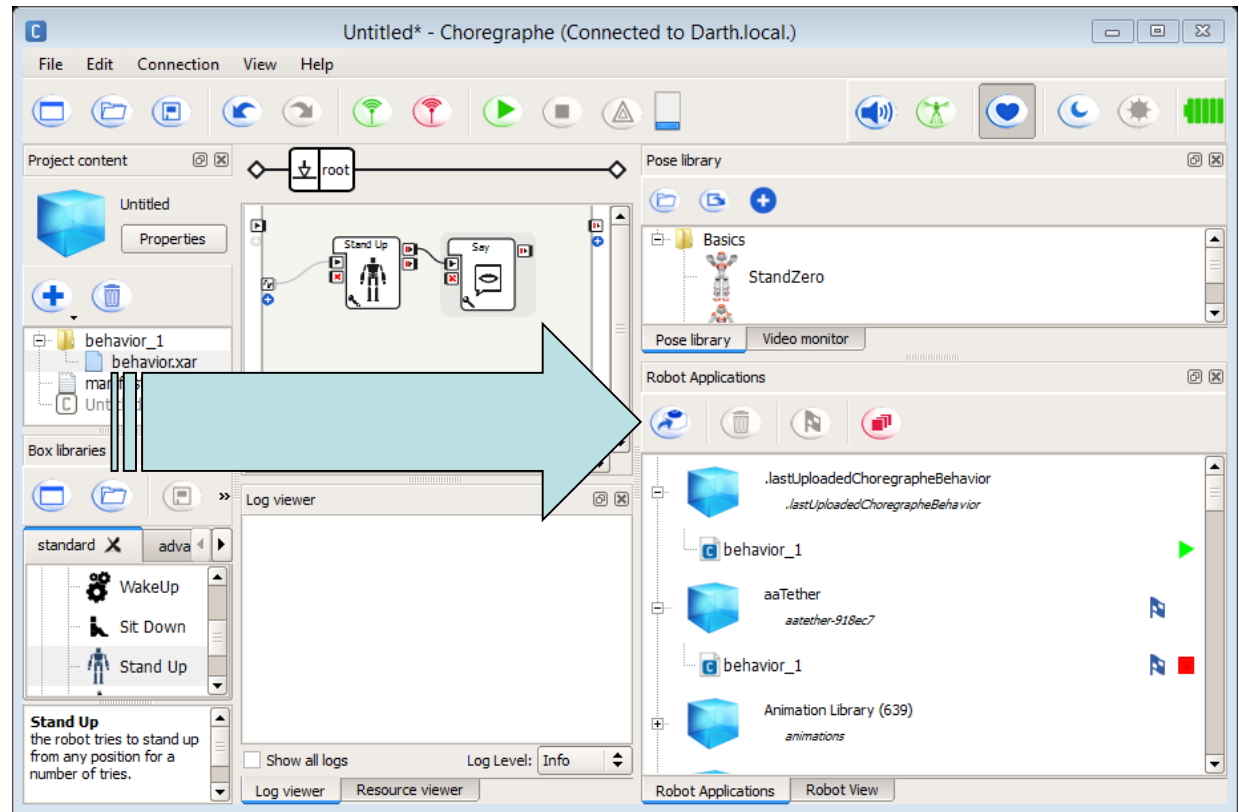 Untitled* - Choregraphe (Connected to Darth.local.)
File Edit Connection View Help
Project content
Untitled
Properties
behavior_1
behavior.xar
root
Stand Up
Say
Box libraries
standard
WakeUp
Sit Down
Stand Up
Stand Up
the robot tries to stand up
from any position for a
number of tries.
Log viewer
Show all logs
Log Level: Info
Log viewer Resource viewer
Pose library
Basics
StandZero
Pose library Video monitor
Robot Applications
.lastUploadedChoregrapheBehavior
.lastUploadedChoregrapheBehavior
behavior_1
aaTether
aatether-918ec7
behavior_1
Animation Library (639)
animations
Robot Applications Robot View